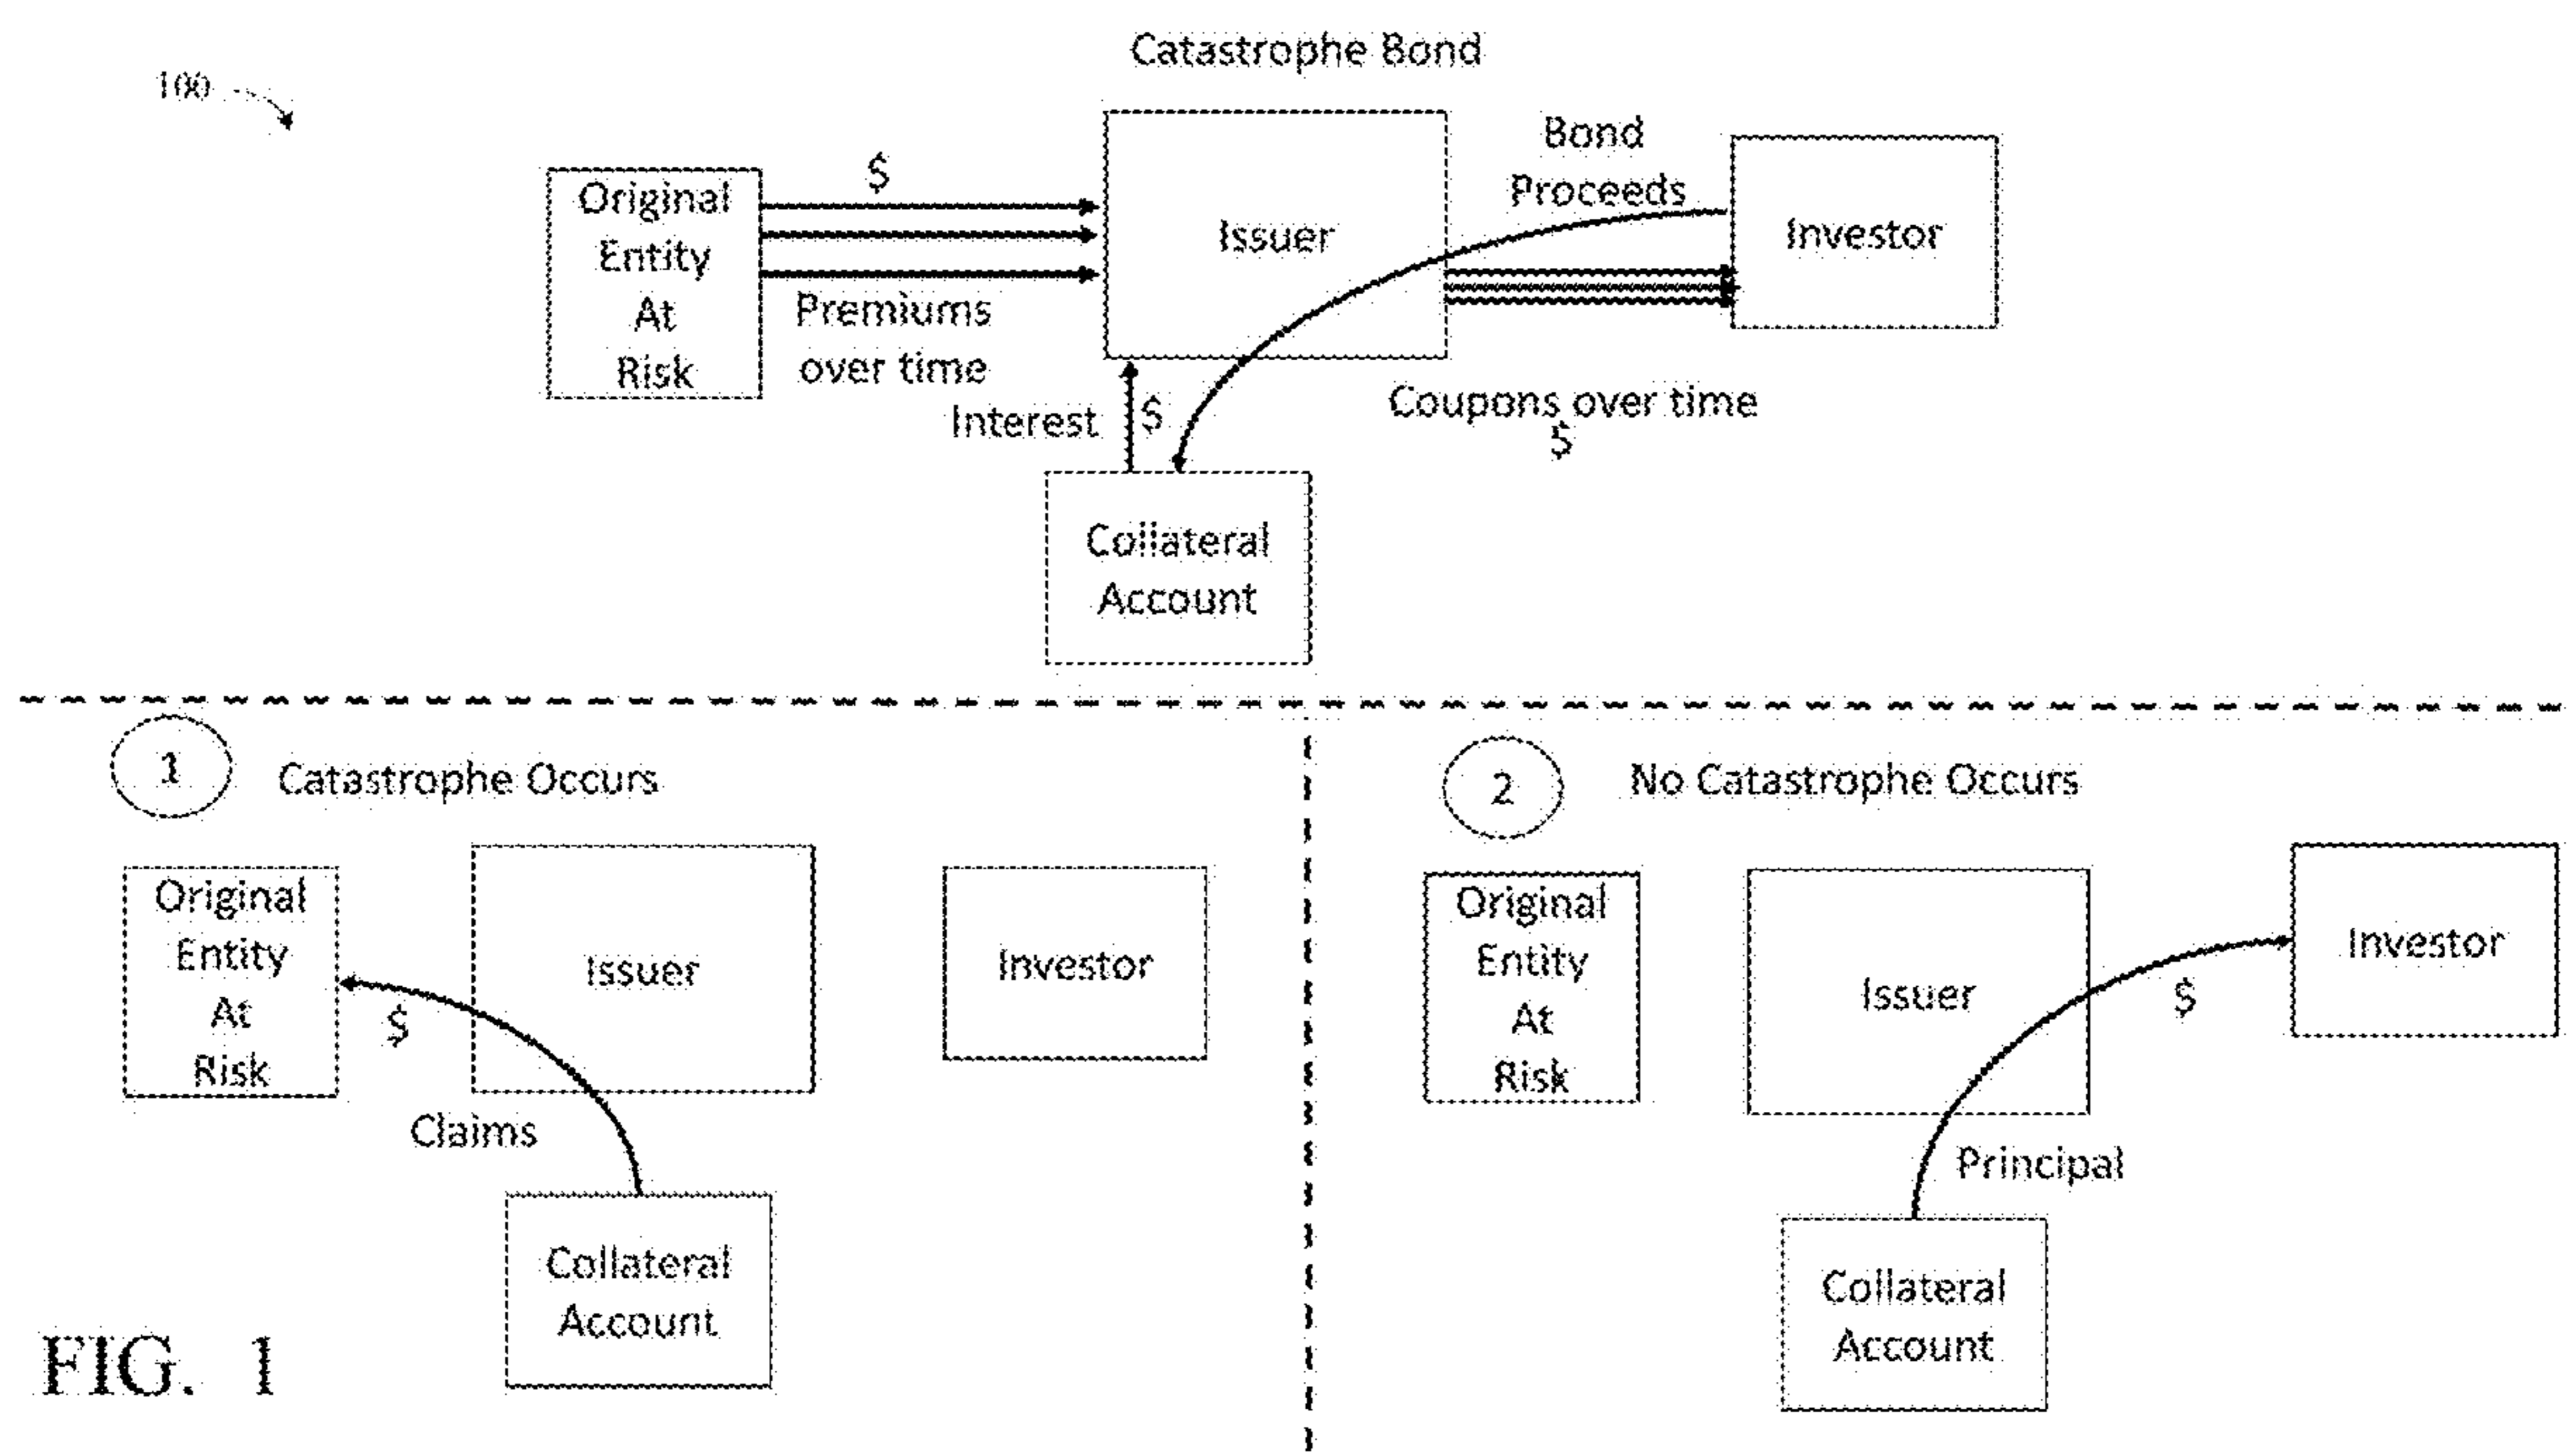 Catastrophe Bond
100
Original
Entity
At
Risk
$
Premiums
over time
Issuer
Bond
Proceeds
Investor
Interest
$
Coupons over time
$
Collateral
Account
1
Catastrophe Occurs
Original
Entity
At
Risk
$
Claims
Issuer
Investor
Collateral
Account
2
No Catastrophe Occurs
Original
Entity
At
Risk
Issuer
$
Investor
Principal
Collateral
Account
FIG. 1